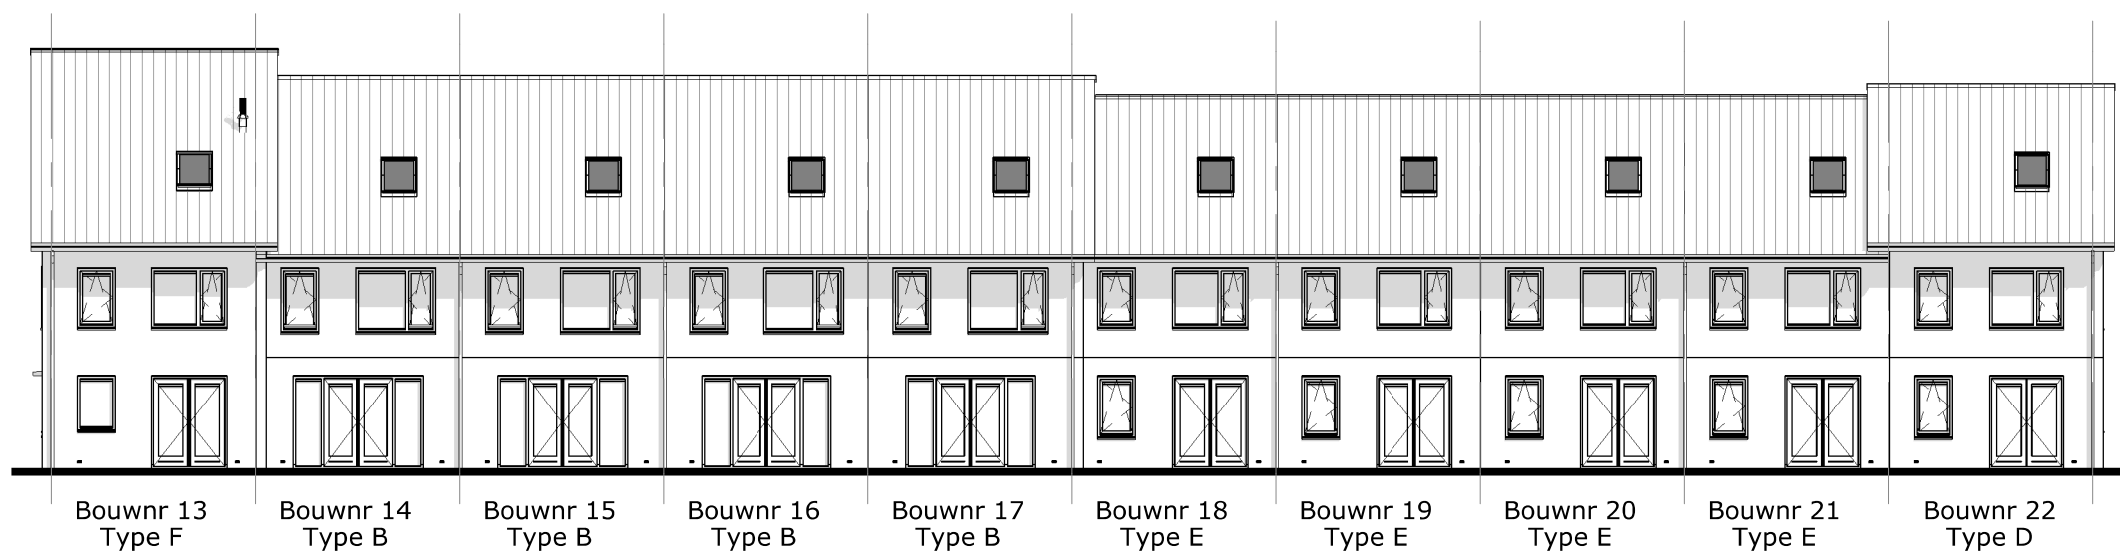 Bouwnr 13
Type F
Bouwnr 14
Type B
Bouwnr 15
Type B
Bouwnr 16
Type B
Bouwnr 17
Type B
Bouwnr 18
Type E
Bouwnr 19
Type E
Bouwnr 20
Type E
Bouwnr 21
Type E
Bouwnr 22
Type D